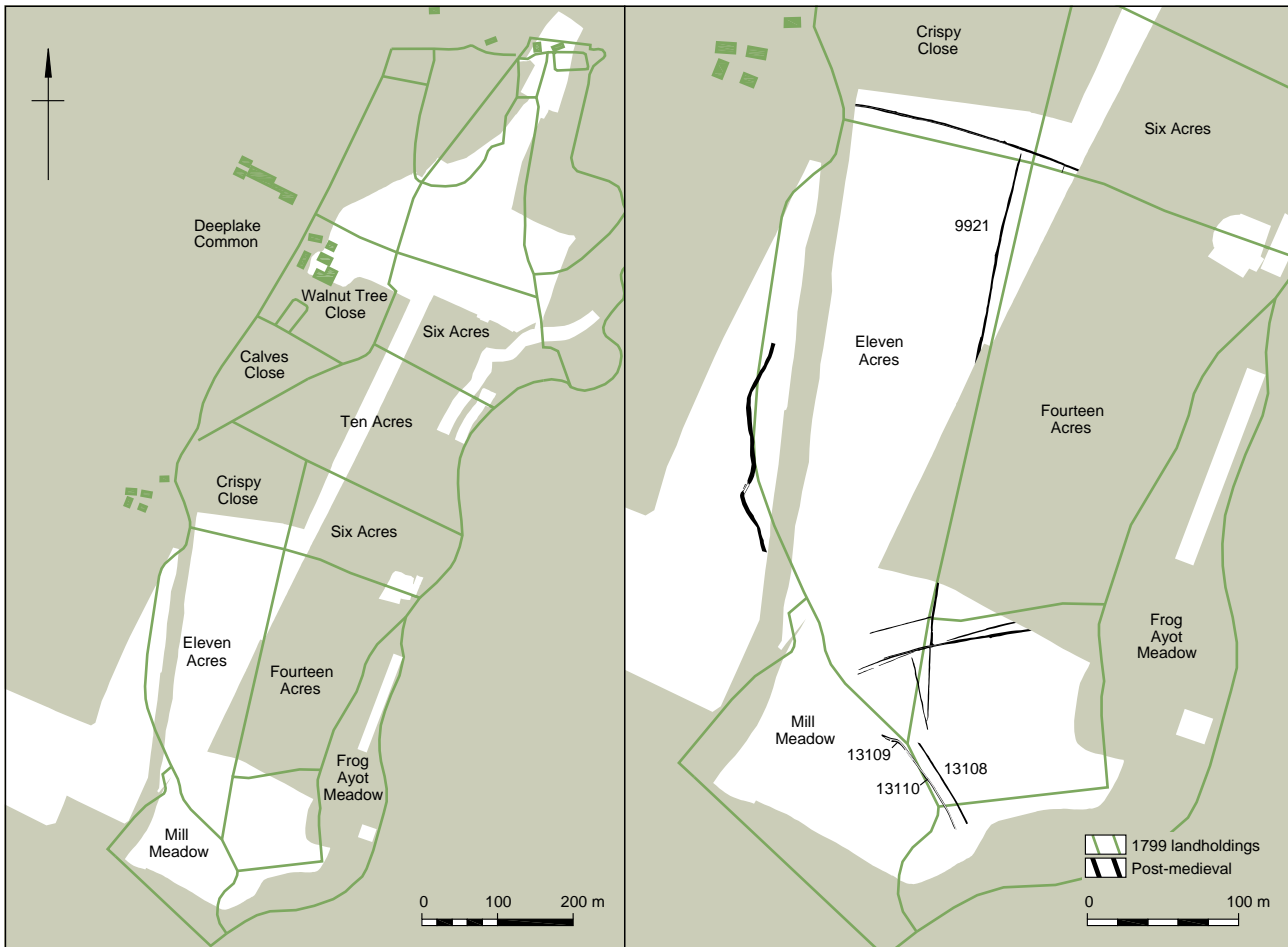 Deeplake
Common
Walnut Tree
Close
Six Acres
Calves
Close
Ten Acres
Crispy
Close
Six Acres
Eleven
Acres
Fourteen
Acres
Frog
Ayot
Meadow
Mill
Meadow
0 100 200 m
Crispy
Close
Six Acres
9921
Eleven
Acres
Fourteen
Acres
Frog
Ayot
Meadow
Mill
Meadow
13109
13108
13110
1799 landholdings
Post-medieval
0 100 m